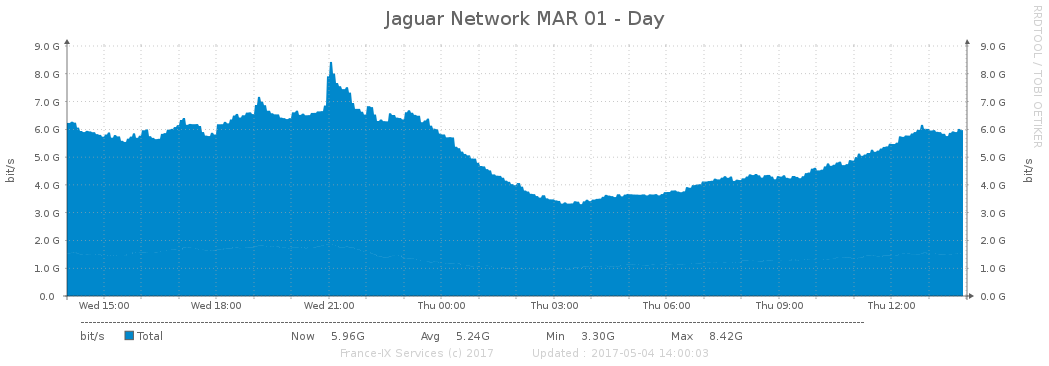 Jaguar Network MAR 01 - Day
RRDTOOL / TOBI OETIKER
9.0 G 9.0 G
8.0 G 8.0 G
7.0 G 7.0 G
6.0 G 6.0 G
5.0 G 5.0 G
4.0 G 4.0 G
3.0 G 3.0 G
2.0 G 2.0 G
1.0 G 1.0 G
0.0 0.0 G
bit/s bit/s
Wed 15:00 Wed 18:00 Wed 21:00 Thu 00:00 Thu 03:00 Thu 06:00 Thu 09:00 Thu 12:00
bit/s Total Now 5.96G Avg 5.24G Min 3.30G Max 8.42G
France-IX Services (c) 2017 Updated : 2017-05-04 14:00:03